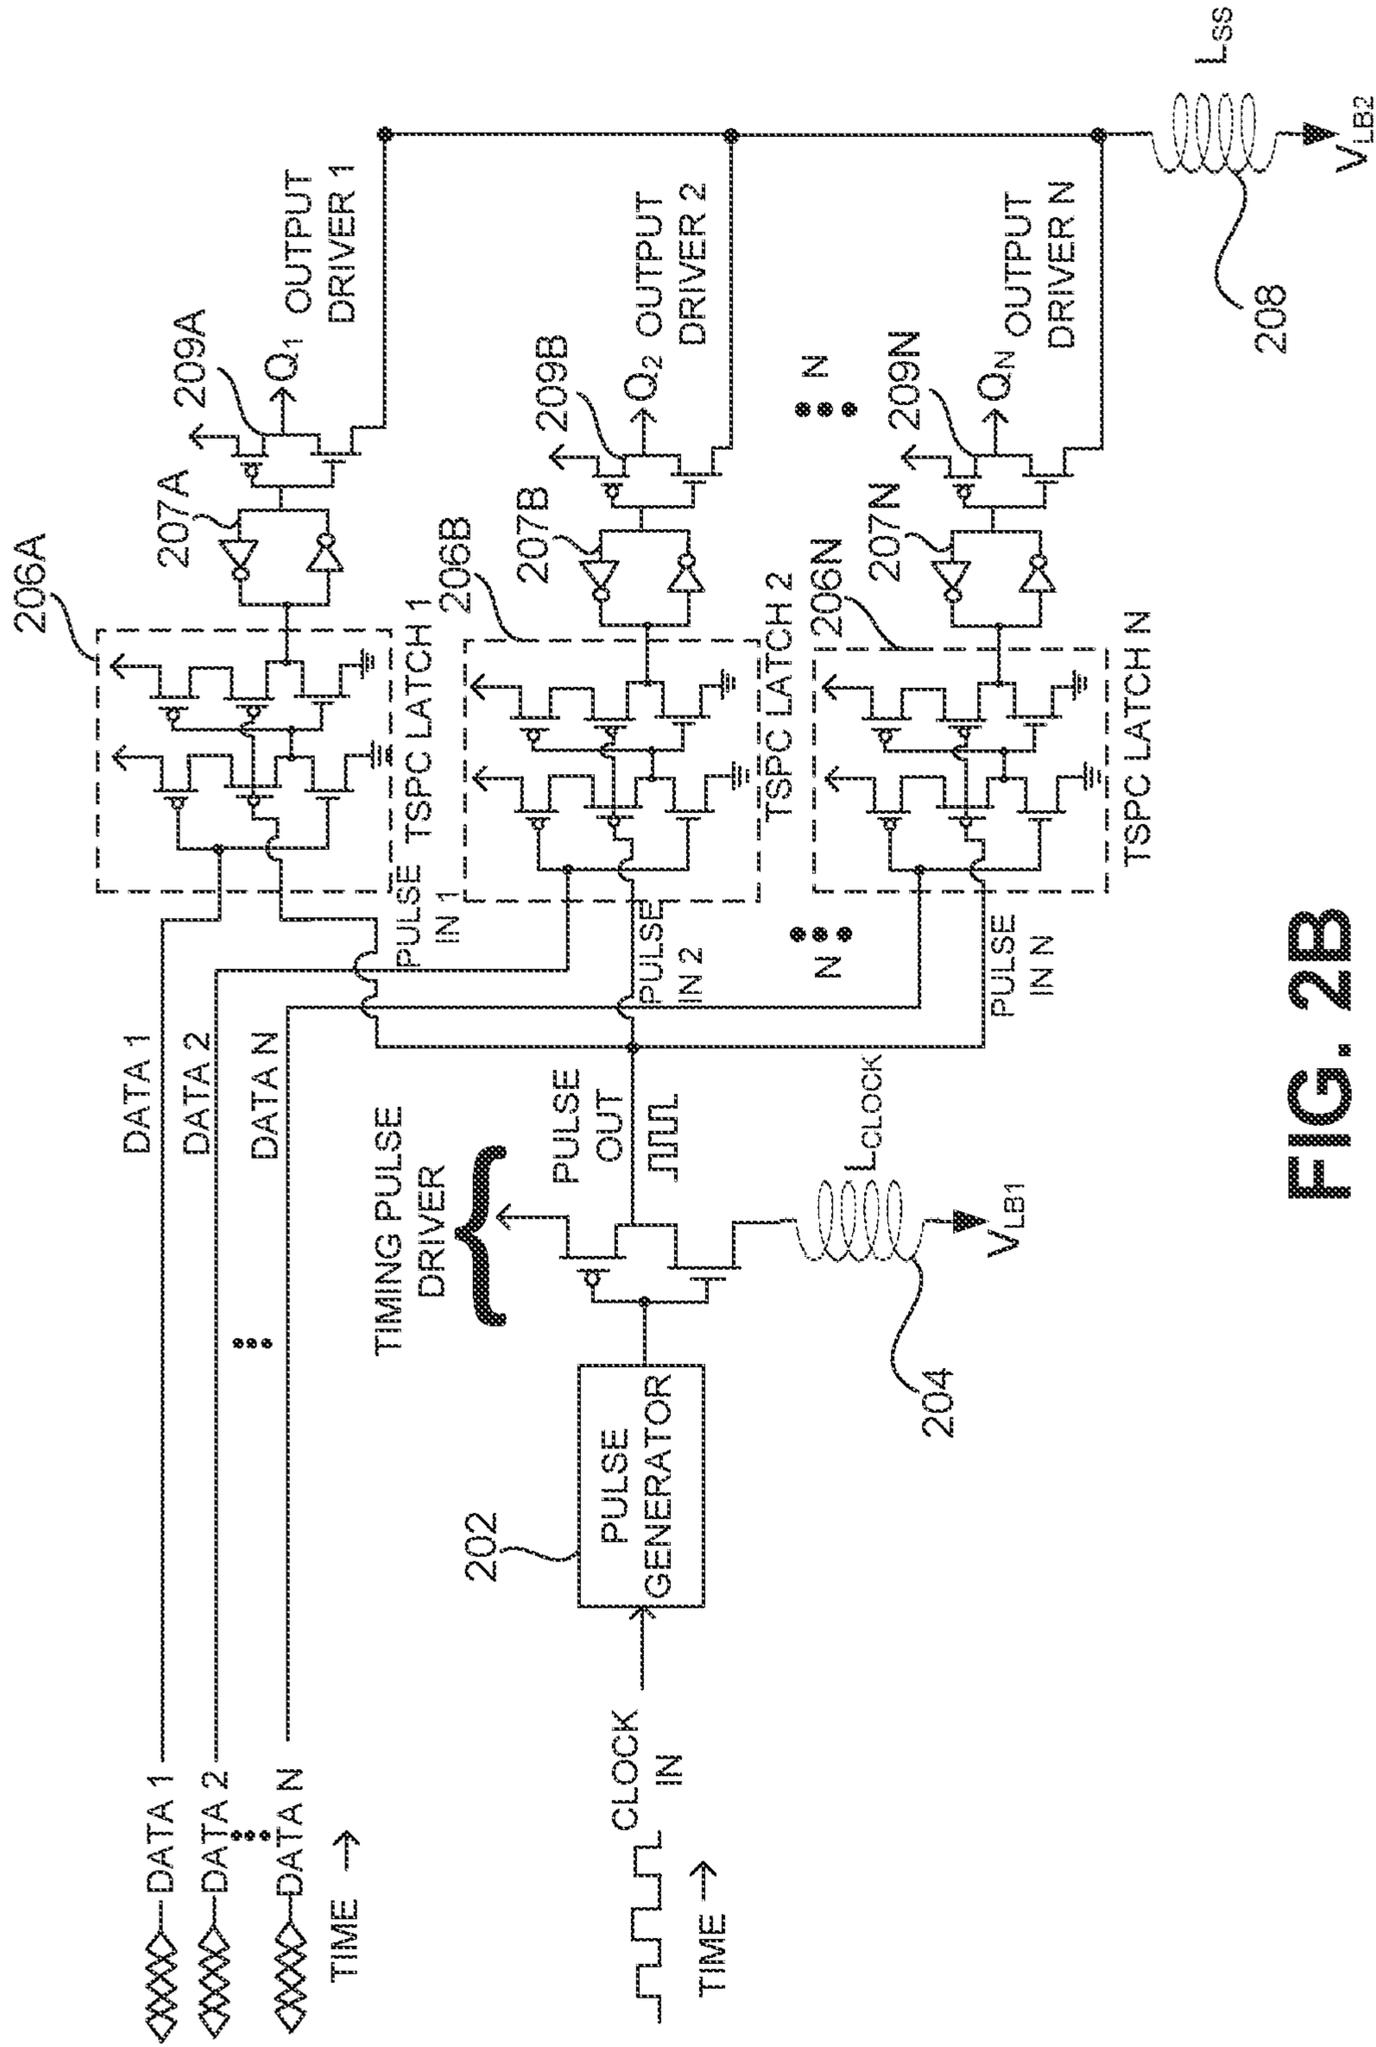 DATA 1
DATA 2
DATA N
TIME
DATA 1
DATA 2
DATA N
CLOCK
IN
TIME
202
PULSE
GENERATOR
TIMING PULSE
DRIVER
PULSE
OUT
204
LCLOCK
VLB1
PULSE
IN 1
PULSE
IN 2
N
PULSE
IN N
206A
TSPC LATCH 1
206B
TSPC LATCH 2
206N
TSPC LATCH N
207A
207B
207N
209A
Q1
OUTPUT
DRIVER 1
209B
Q2
OUTPUT
DRIVER 2
N
209N
QN
OUTPUT
DRIVER N
208
LSS
VLB2
FIG. 2B